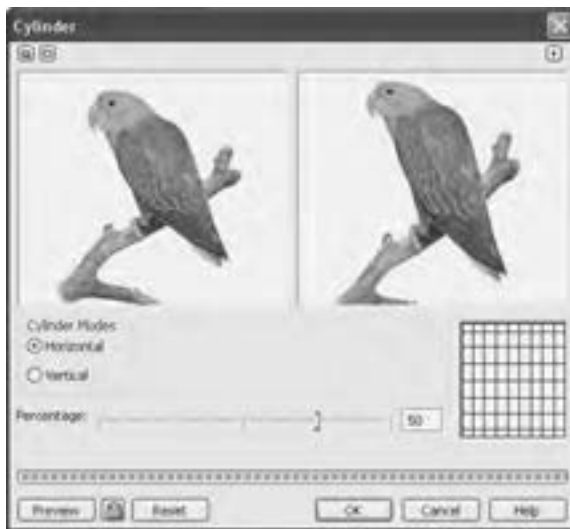 Cylinder
Cylinder Modes
Horizontal
Vertical
Percentage: 50
Preview Reset OK Cancel Help